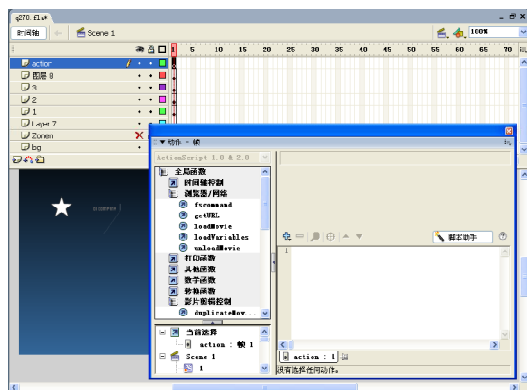 q270.fla*
时间轴
Scene 1
100%
1 5 10 15 20 25 30 35 40 45 50 55 60 65 70
action
图层 8
3
2
1
Layer 7
Zonen
bg
动作 - 帧
ActionScript 1.0 & 2.0
全局函数
时间轴控制
浏览器/网络
fscommand
getURL
loadMovie
loadVariables
unloadMovie
打印函数
其他函数
数学函数
转换函数
影片剪辑控制
duplicateMov...
脚本助手
1
当前选择
action : 帧 1
Scene 1
1
action : 1
没有选择任何动作。